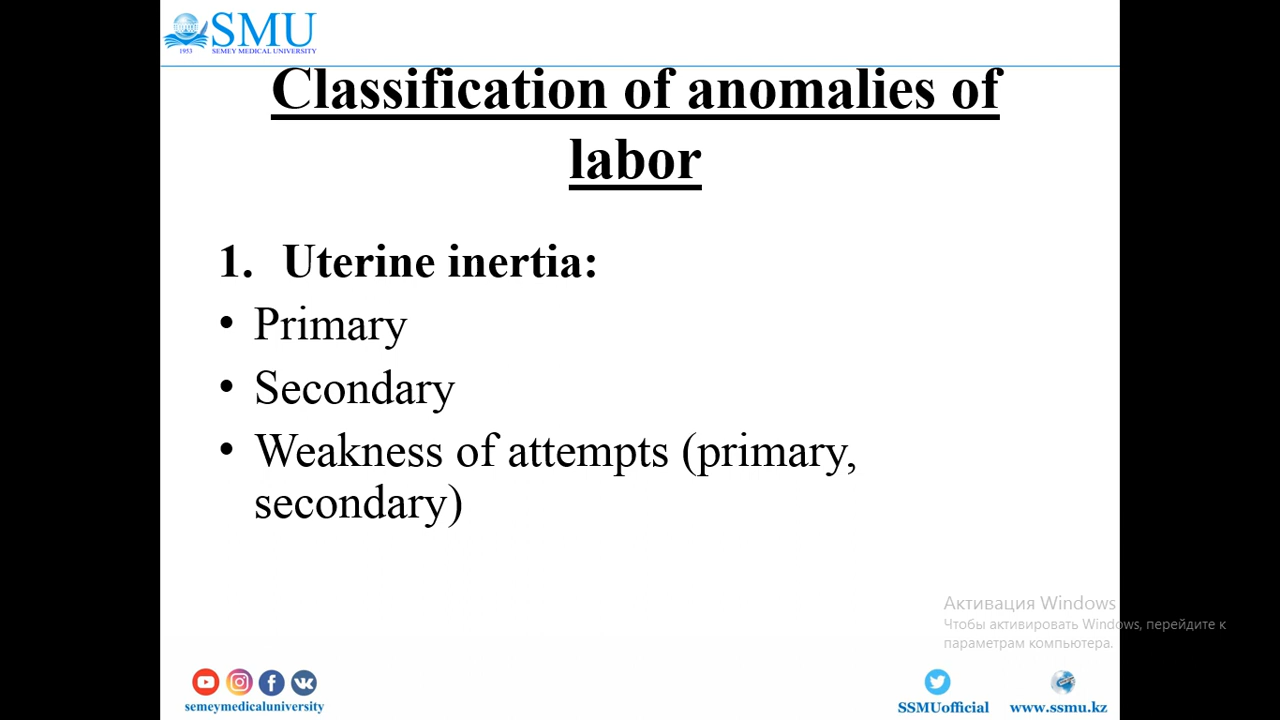 SMU
1953 SEMEY MEDICAL UNIVERSITY
Classification of anomalies of
labor
1. Uterine inertia:
• Primary
• Secondary
• Weakness of attempts (primary,
secondary)
Активация Windows
Чтобы активировать Windows, перейдите к
параметрам компьютера.
semeymedicaluniversity
SSMUofficial www.ssmu.kz